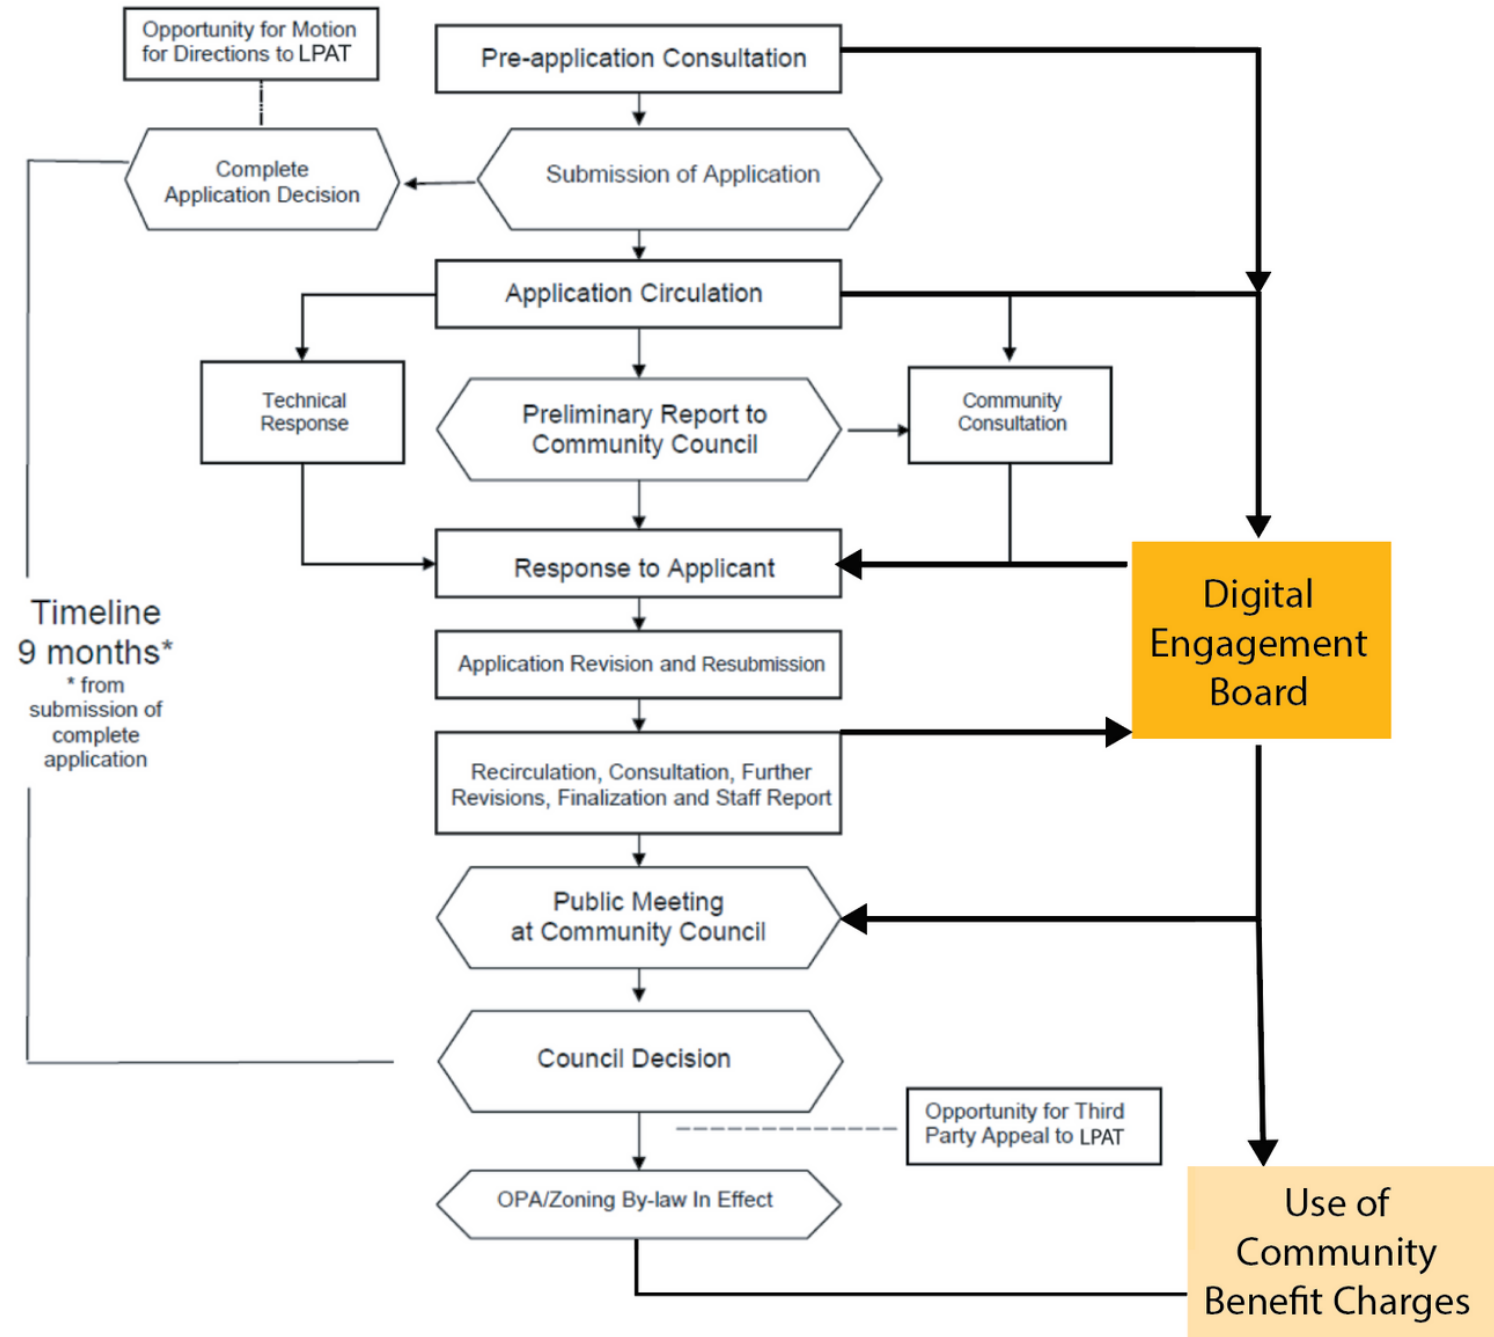 Opportunity for Motion
for Directions to LPAT
Pre-application Consultation
Complete
Application Decision
Submission of Application
Application Circulation
Technical
Response
Preliminary Report to
Community Council
Community
Consultation
Response to Applicant
Digital
Engagement
Board
Timeline
9 months*
* from
submission of
complete
application
Application Revision and Resubmission
Recirculation, Consultation, Further
Revisions, Finalization and Staff Report
Public Meeting
at Community Council
Council Decision
Opportunity for Third
Party Appeal to LPAT
OPA/Zoning By-law In Effect
Use of
Community
Benefit Charges